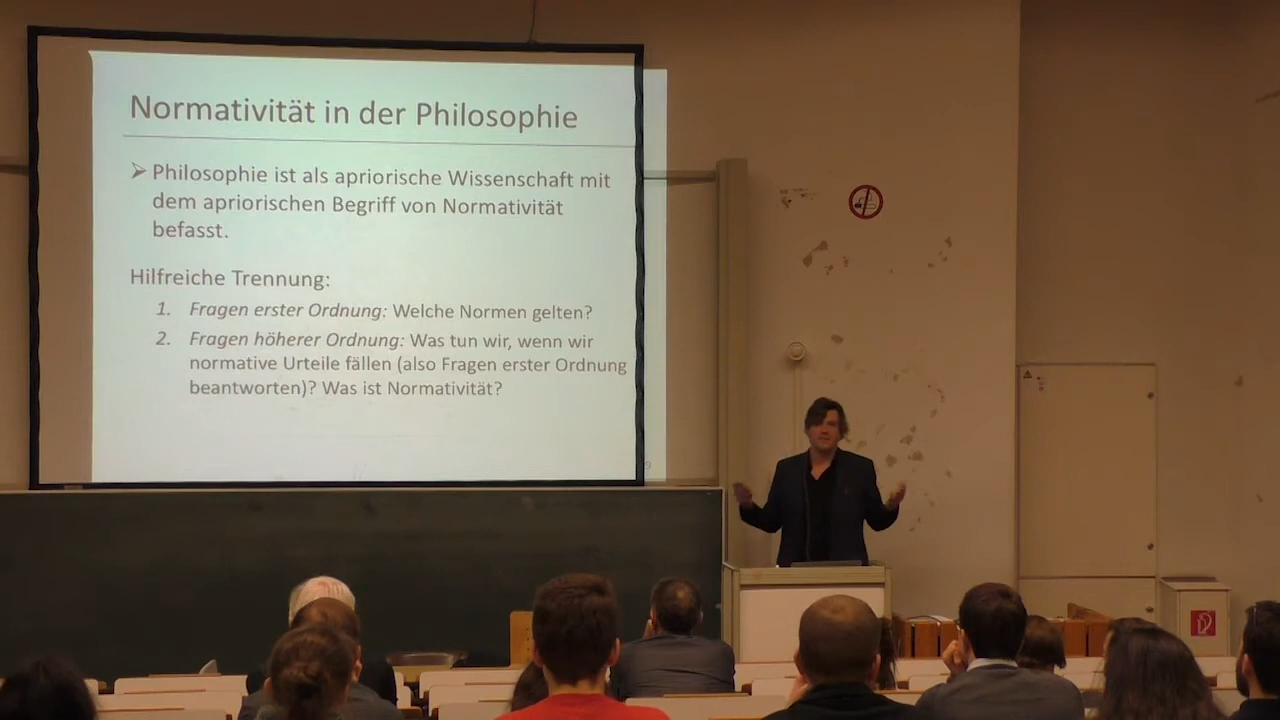 Normativität in der Philosophie
➢ Philosophie ist als apriorische Wissenschaft mit
dem apriorischen Begriff von Normativität
befasst.
Hilfreiche Trennung:
1. Fragen erster Ordnung: Welche Normen gelten?
2. Fragen höherer Ordnung: Was tun wir, wenn wir
normative Urteile fällen (also Fragen erster Ordnung
beantworten)? Was ist Normativität?
9